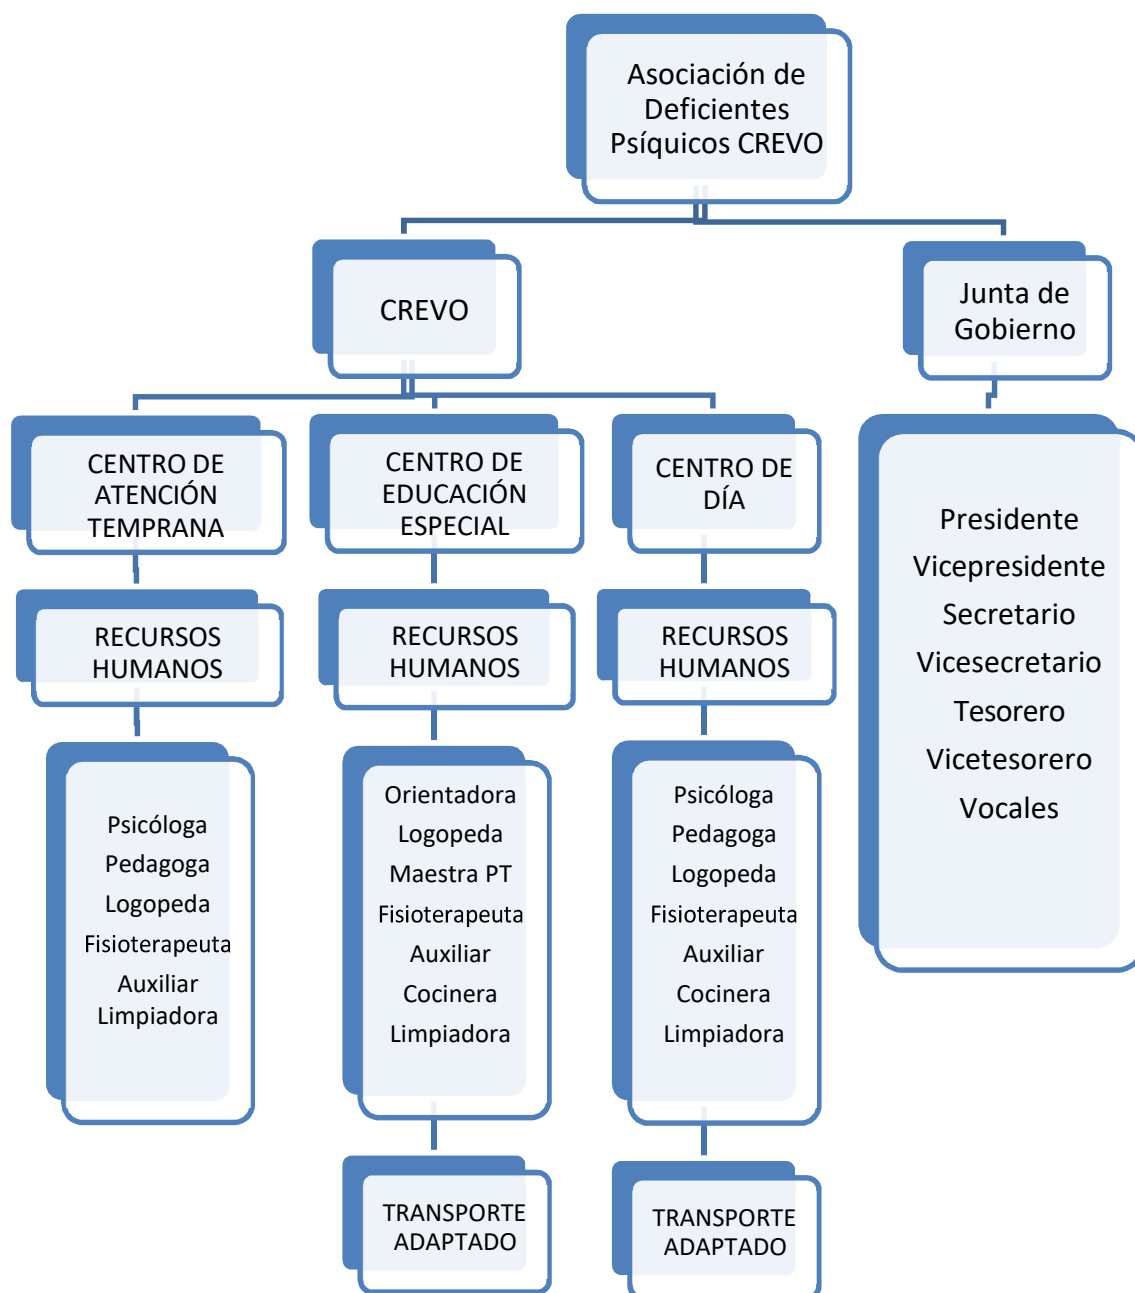 Asociación de
Deficientes
Psíquicos CREVO
CREVO
Junta de
Gobierno
CENTRO DE
ATENCIÓN
TEMPRANA
CENTRO DE
EDUCACIÓN
ESPECIAL
CENTRO DE
DÍA
RECURSOS
HUMANOS
RECURSOS
HUMANOS
RECURSOS
HUMANOS
Psicóloga
Pedagoga
Logopeda
Fisioterapeuta
Auxiliar
Limpiadora
Orientadora
Logopeda
Maestra PT
Fisioterapeuta
Auxiliar
Cocinera
Limpiadora
Psicóloga
Pedagoga
Logopeda
Fisioterapeuta
Auxiliar
Cocinera
Limpiadora
Presidente
Vicepresidente
Secretario
Vicesecretario
Tesorero
Vicetesorero
Vocales
TRANSPORTE
ADAPTADO
TRANSPORTE
ADAPTADO